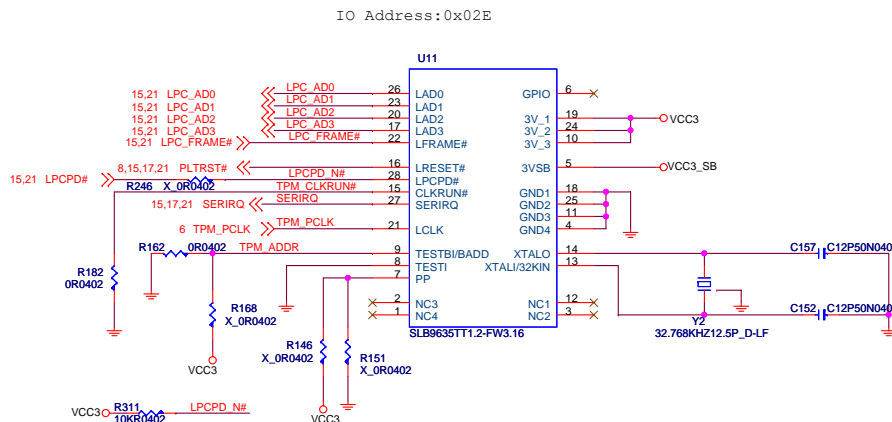 IO Address:0x02E
U11
15,21 LPC_AD0 LPC_AD0 26 LAD0 GPIO 6
15,21 LPC_AD1 LPC_AD1 23 LAD1
15,21 LPC_AD2 LPC_AD2 20 LAD2 3V_1 19 VCC3
15,21 LPC_AD3 LPC_AD3 17 LAD3 3V_2 24
15,21 LPC_FRAME# LPC_FRAME# 22 LFRAME# 3V_3 10
8,15,17,21 PLTRST# 16 LRESET# 3VSB 5 VCC3_SB
15,21 LPCPD# R246 X_0R0402 LPCPD_N# 28 LPCPD#
TPM_CLKRUN# 15 CLKRUN# GND1 18
15,17,21 SERIRQ SERIRQ 27 SERIRQ GND2 25
GND3 11
6 TPM_PCLK TPM_PCLK 21 LCLK GND4 4
R162 0R0402 TPM_ADDR 9 TESTBI/BADD XTALO 14 C157 C12P50N040
8 TESTI XTALI/32KIN 13
R182
0R0402
7 PP
2 NC3 NC1 12
1 NC4 NC2 3
R168
X_0R0402
C152 C12P50N040
Y2
32.768KHZ12.5P_D-LF
SLB9635TT1.2-FW3.16
R146
X_0R0402
R151
X_0R0402
VCC3
VCC3
VCC3 R311 LPCPD_N#
10KR0402